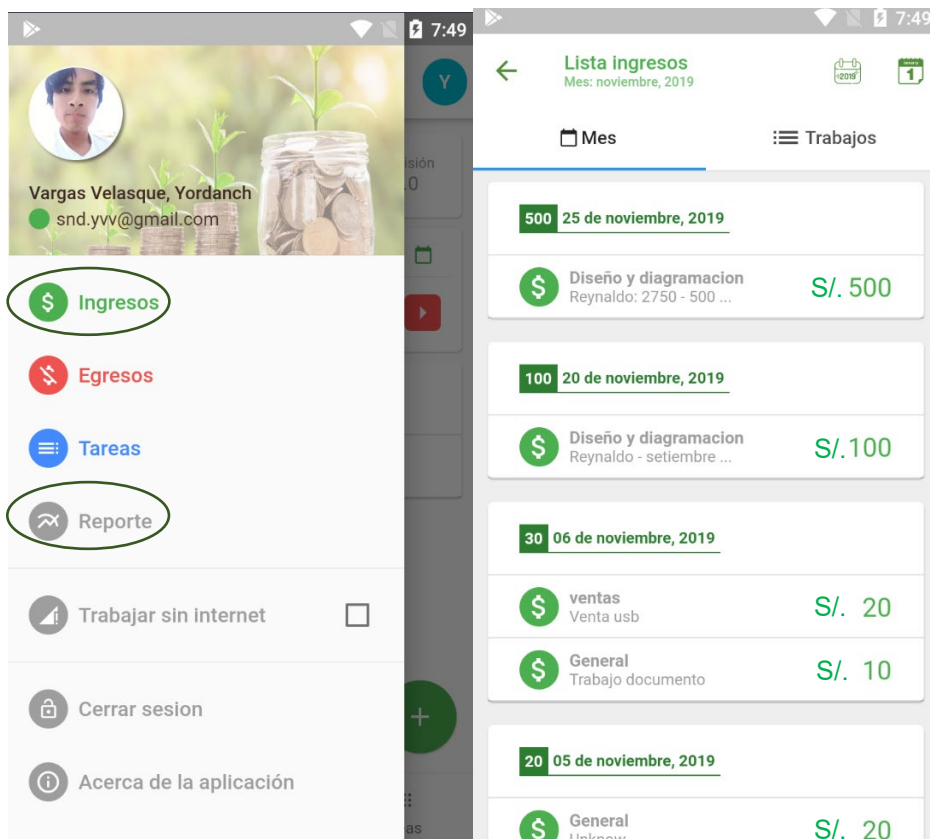 7:49
Y
isión
.0
Vargas Velasque, Yordanch
snd.yvv@gmail.com
Ingresos
Egresos
Tareas
Reporte
Trabajar sin internet
Cerrar sesion
Acerca de la aplicación
as
7:49
Lista ingresos
Mes: noviembre, 2019
2019
1
Mes
Trabajos
500 25 de noviembre, 2019
Diseño y diagramacion S/. 500
Reynaldo: 2750 - 500 ...
100 20 de noviembre, 2019
Diseño y diagramacion S/. 100
Reynaldo - setiembre ...
30 06 de noviembre, 2019
ventas S/. 20
Venta usb
General S/. 10
Trabajo documento
20 05 de noviembre, 2019
General S/. 20